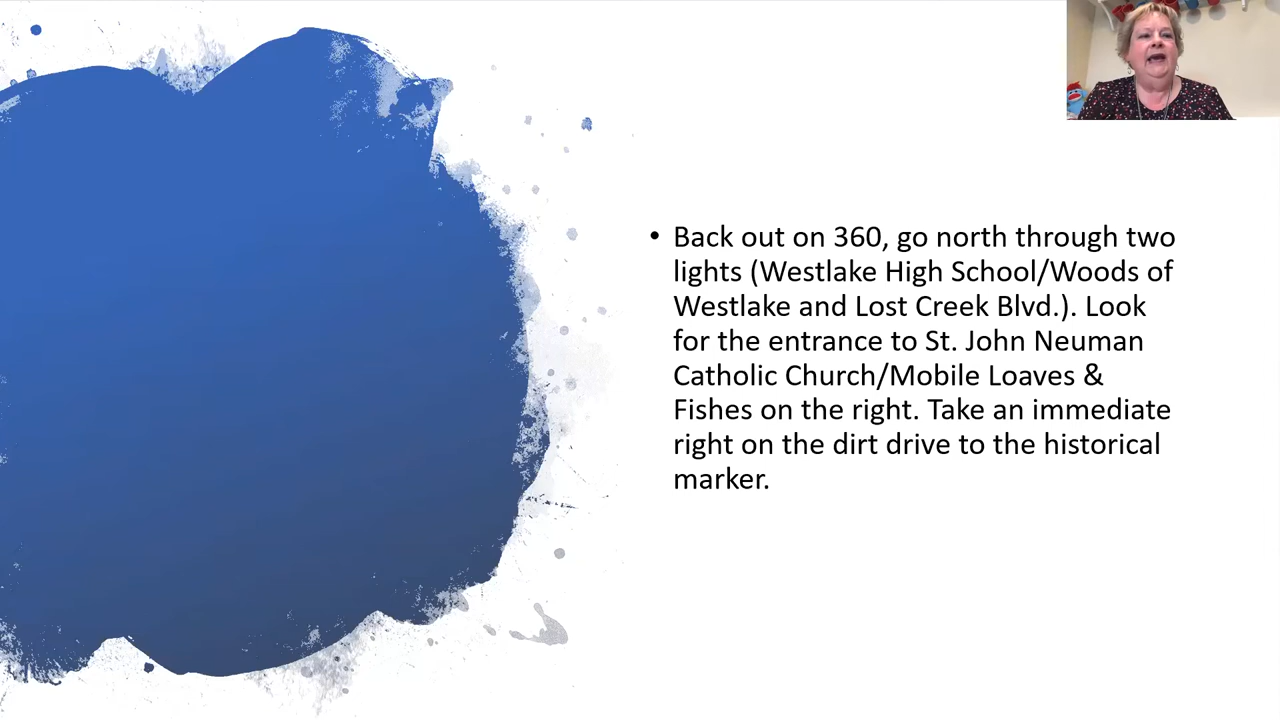 • Back out on 360, go north through two
lights (Westlake High School/Woods of
Westlake and Lost Creek Blvd.). Look
for the entrance to St. John Neuman
Catholic Church/Mobile Loaves &
Fishes on the right. Take an immediate
right on the dirt drive to the historical
marker.